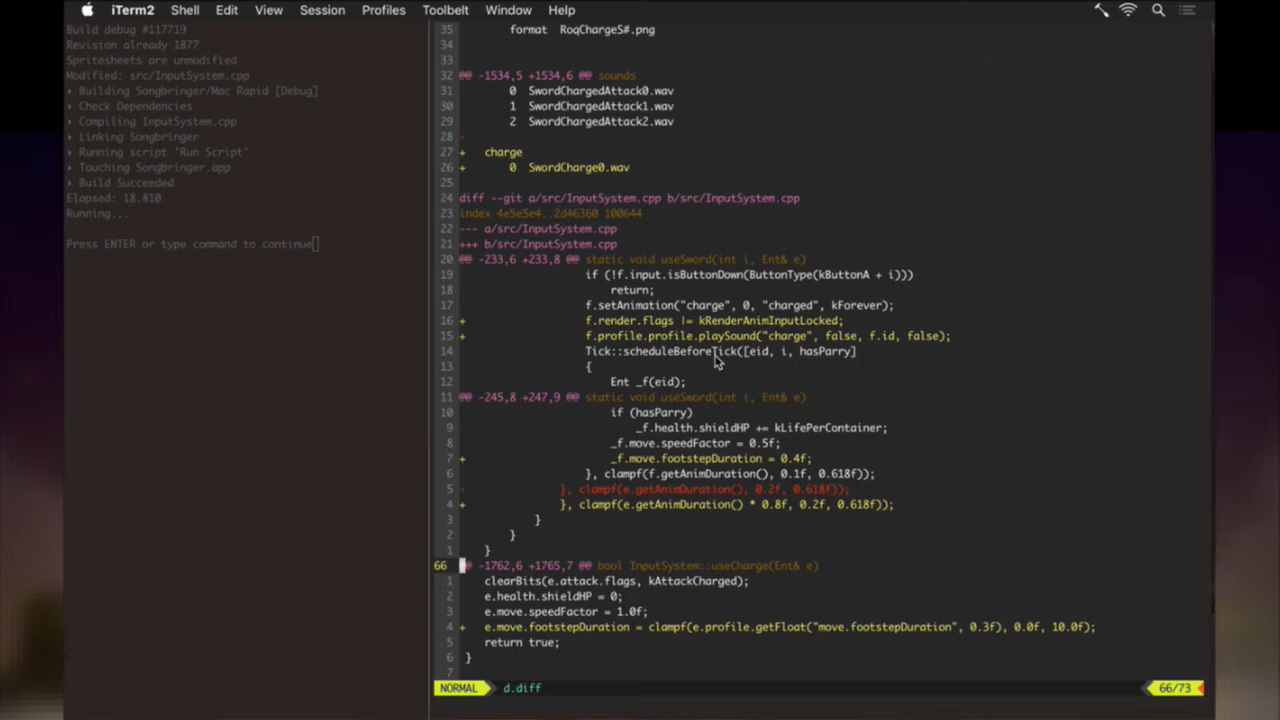 iTerm2 Shell Edit View Session Profiles Toolbelt Window Help
Build debug #117719
Revision already 1877
Spritesheets are unmodified
Modified: src/InputSystem.cpp
▸ Building Songbringer/Mac Rapid [Debug]
▸ Check Dependencies
▸ Compiling InputSystem.cpp
▸ Linking Songbringer
▸ Running script 'Run Script'
▸ Touching Songbringer.app
▸ Build Succeeded
Elapsed: 18.810
Running...
Press ENTER or type command to continue
35 format RoqChargeS#.png
34
33
32 @@ -1534,5 +1534,6 @@ sounds
31 0 SwordChargedAttack0.wav
30 1 SwordChargedAttack1.wav
29 2 SwordChargedAttack2.wav
28 -
27 + charge
26 + 0 SwordCharge0.wav
25
24 diff --git a/src/InputSystem.cpp b/src/InputSystem.cpp
23 index 4e5e5e4..2d46360 100644
22 --- a/src/InputSystem.cpp
21 +++ b/src/InputSystem.cpp
20 @@ -233,6 +233,8 @@ static void useSword(int i, Ent& e)
19 if (!f.input.isButtonDown(ButtonType(kButtonA + i)))
18 return;
17 f.setAnimation("charge", 0, "charged", kForever);
16 + f.render.flags |= kRenderAnimInputLocked;
15 + f.profile.profile.playSound("charge", false, f.id, false);
14 Tick::scheduleBeforeTick([eid, i, hasParry]
13 {
12 Ent _f(eid);
11 @@ -245,8 +247,9 @@ static void useSword(int i, Ent& e)
10 if (hasParry)
9 _f.health.shieldHP += kLifePerContainer;
8 _f.move.speedFactor = 0.5f;
7 + _f.move.footstepDuration = 0.4f;
6 }, clampf(f.getAnimDuration(), 0.1f, 0.618f));
5 - }, clampf(e.getAnimDuration(), 0.2f, 0.618f));
4 + }, clampf(e.getAnimDuration() * 0.8f, 0.2f, 0.618f));
3 }
2 }
1 }
66 @@ -1762,6 +1765,7 @@ bool InputSystem::useCharge(Ent& e)
1 clearBits(e.attack.flags, kAttackCharged);
2 e.health.shieldHP = 0;
3 e.move.speedFactor = 1.0f;
4 + e.move.footstepDuration = clampf(e.profile.getFloat("move.footstepDuration", 0.3f), 0.0f, 10.0f);
5 return true;
6 }
7
NORMAL d.diff 66/73